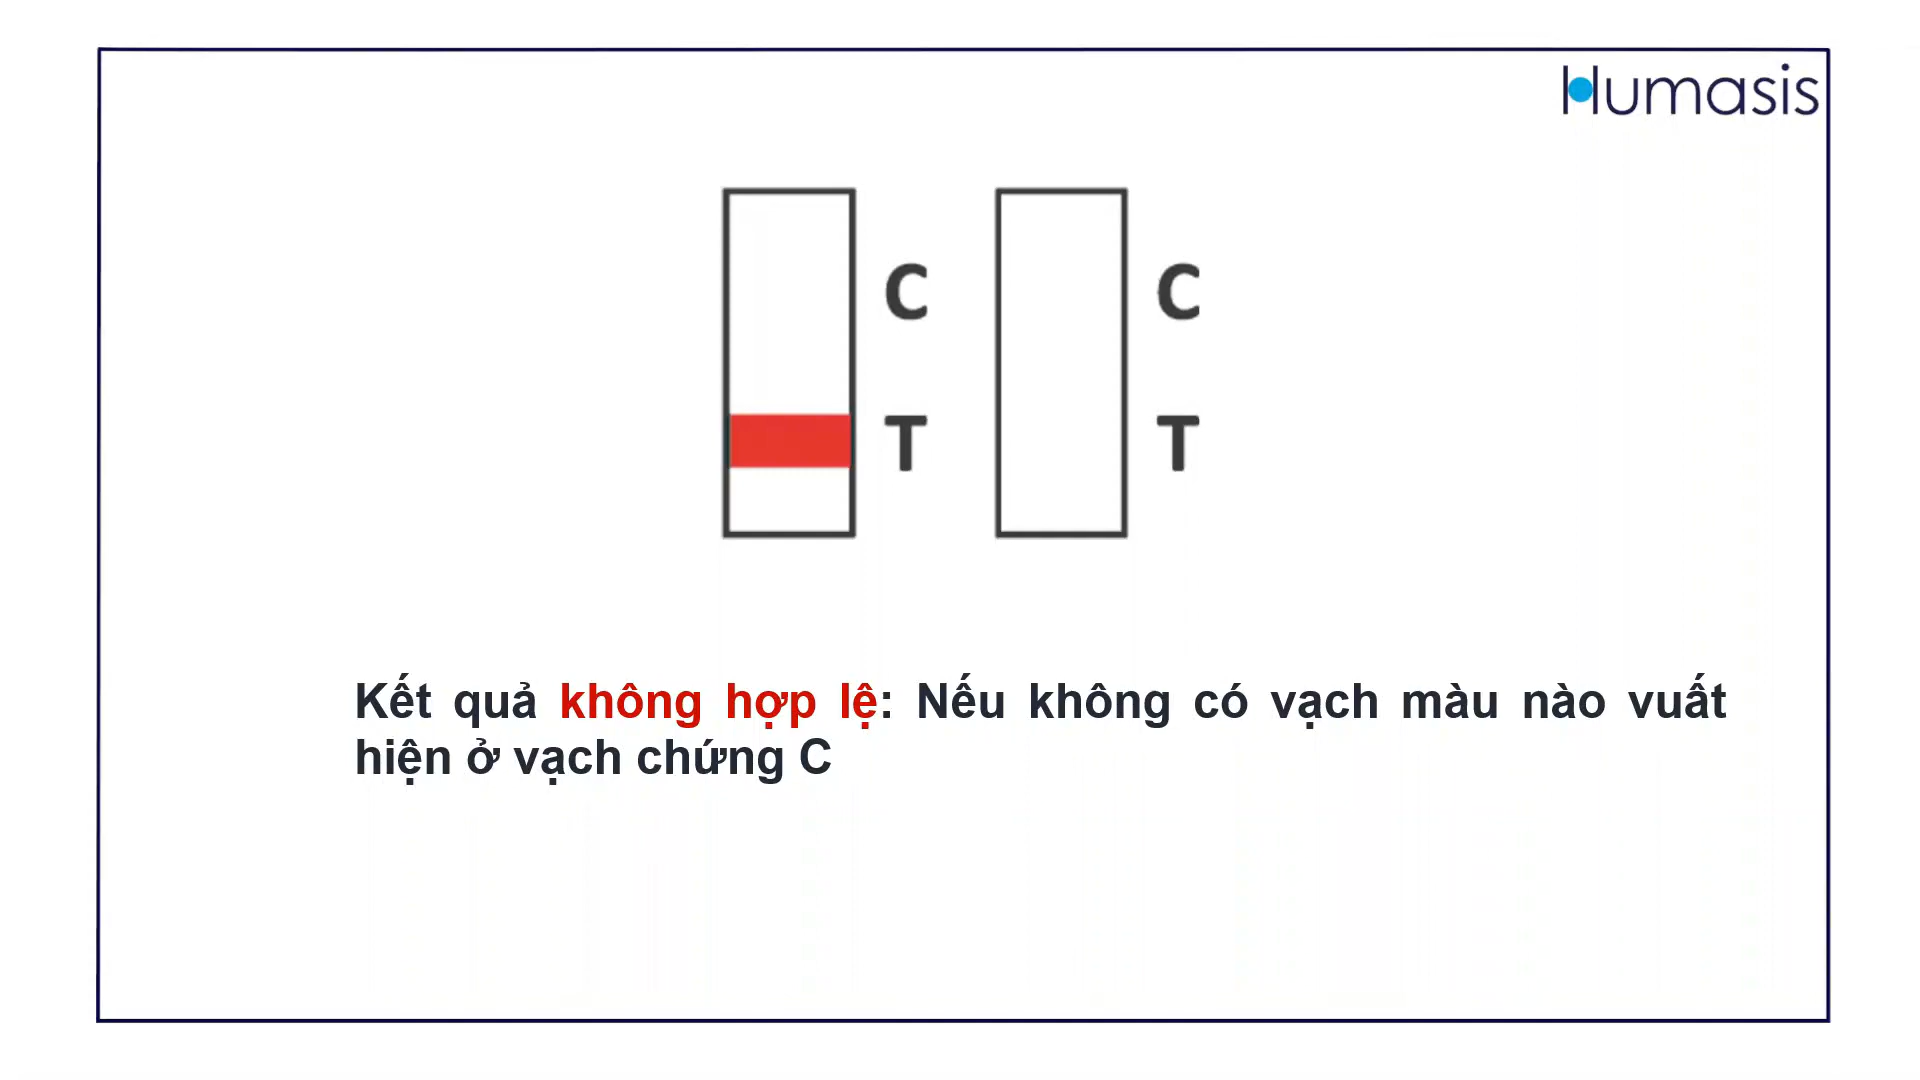 Humasis
C C
T T
Kết quả không hợp lệ: Nếu không có vạch màu nào vuất
hiện ở vạch chứng C